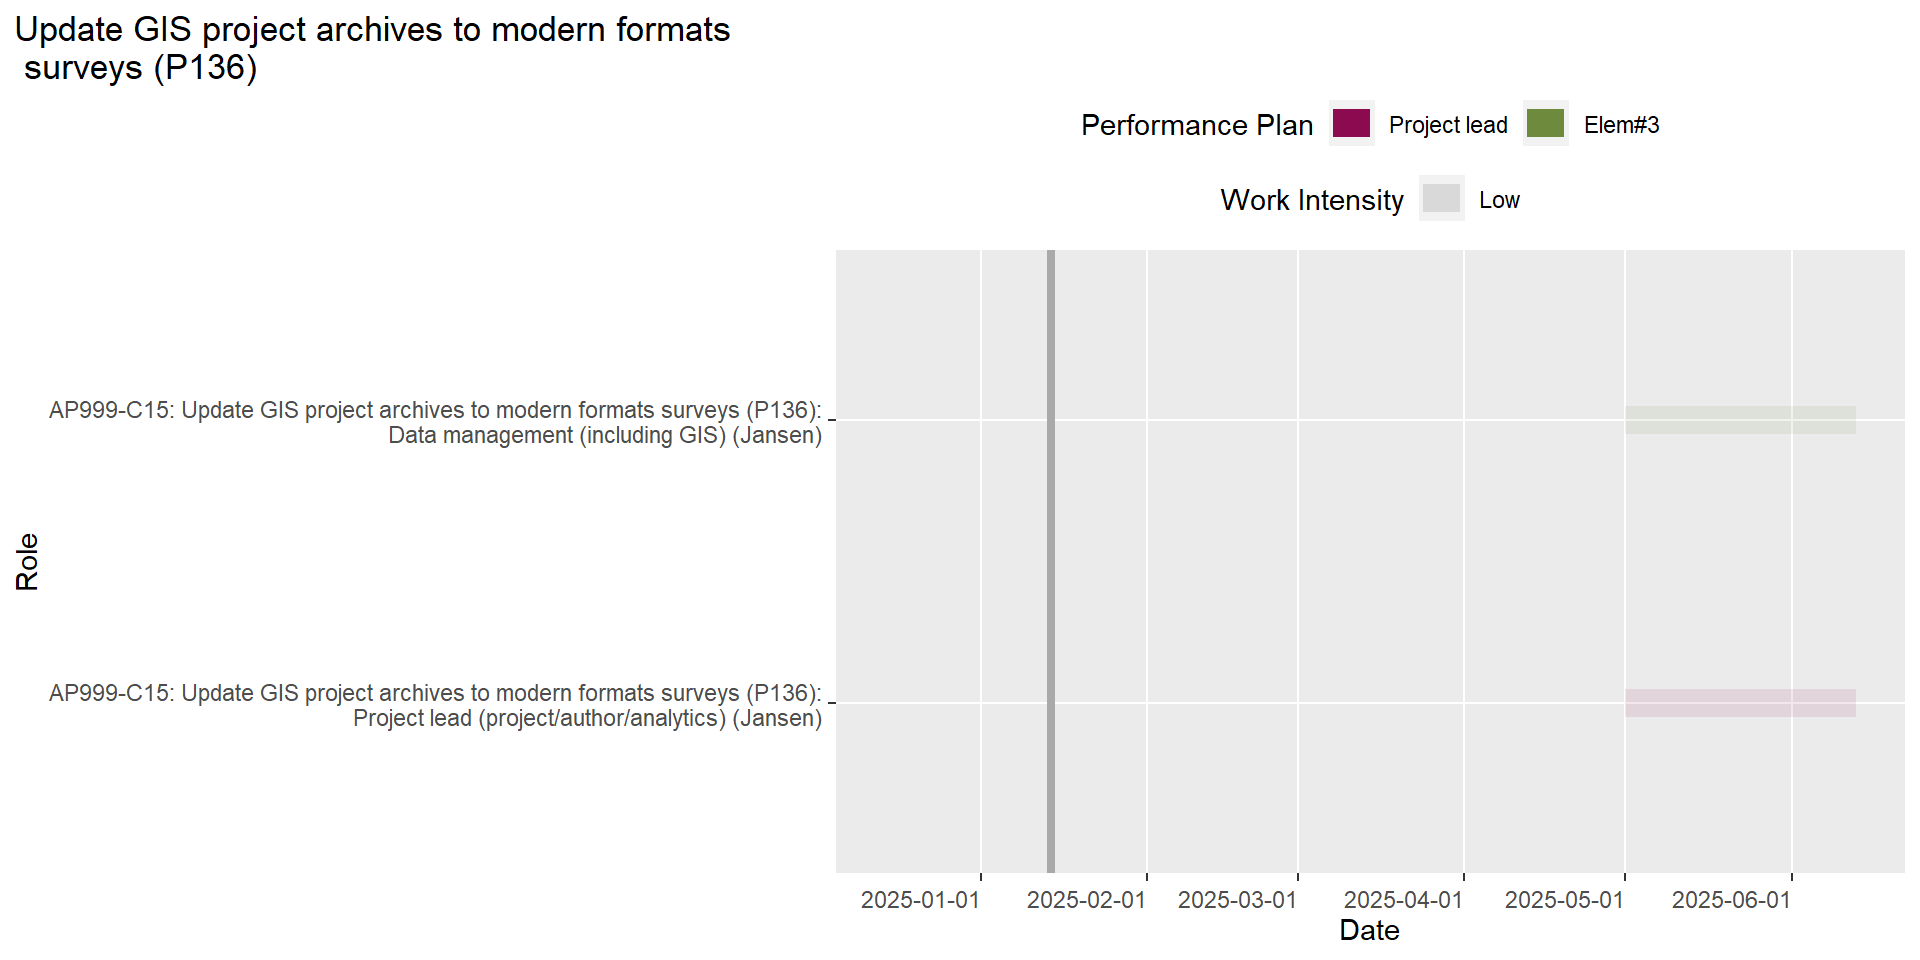 Update GIS project archives to modern formats
surveys (P136)
Performance Plan Project lead Elem#3
Work Intensity Low
AP999-C15: Update GIS project archives to modern formats surveys (P136):
Data management (including GIS) (Jansen)
Role
AP999-C15: Update GIS project archives to modern formats surveys (P136):
Project lead (project/author/analytics) (Jansen)
2025-01-01 2025-02-01 2025-03-01 2025-04-01 2025-05-01 2025-06-01
Date